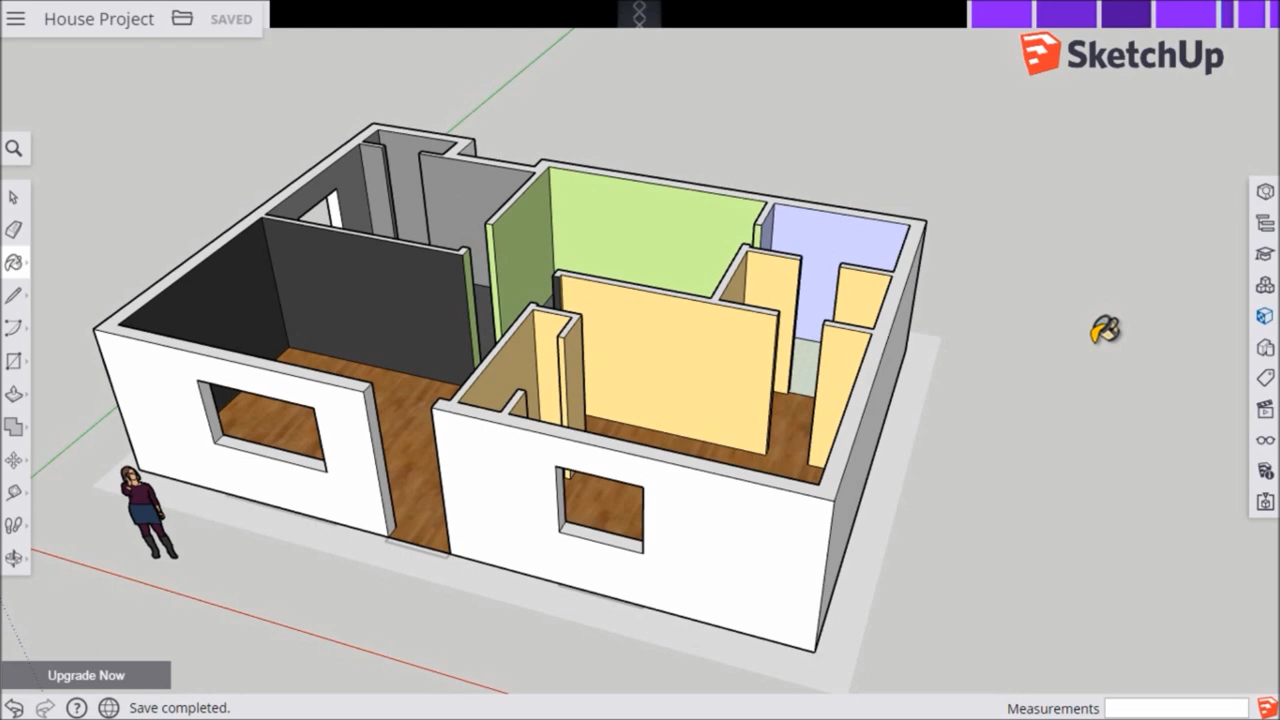 House Project
SAVED
SketchUp
Upgrade Now
Save completed.
Measurements